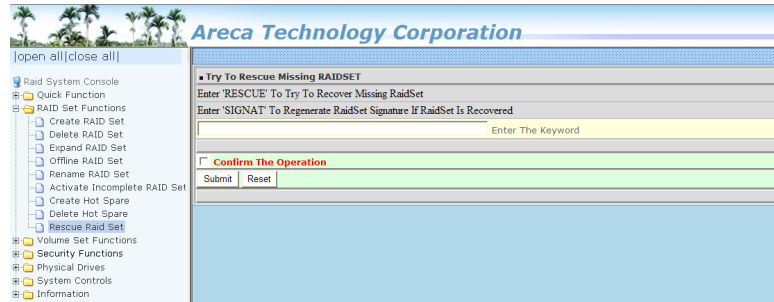 Areca Technology Corporation
|open all|close all|
Raid System Console
Quick Function
RAID Set Functions
Create RAID Set
Delete RAID Set
Expand RAID Set
Offline RAID Set
Rename RAID Set
Activate Incomplete RAID Set
Create Hot Spare
Delete Hot Spare
Rescue Raid Set
Volume Set Functions
Security Functions
Physical Drives
System Controls
Information
Try To Rescue Missing RAIDSET
Enter 'RESCUE' To Try To Recover Missing RaidSet
Enter 'SIGNAT' To Regenerate RaidSet Signature If RaidSet Is Recovered
Enter The Keyword
Confirm The Operation
Submit Reset